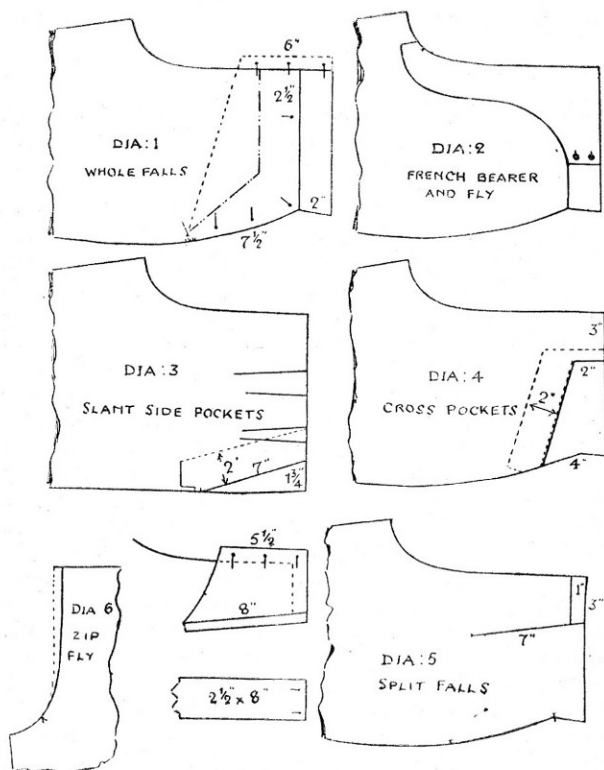 6"
2½"
DIA:1
WHOLE FALLS
2"
7½"
DIA:2
FRENCH BEARER
AND FLY
DIA:3
SLANT SIDE POCKETS
2"
7"
1¾"
3"
DIA:4
2"
2"
CROSS POCKETS
4"
DIA 6
ZIP
FLY
5½"
8"
2½" x 8"
1"
3"
7"
DIA:5
SPLIT FALLS